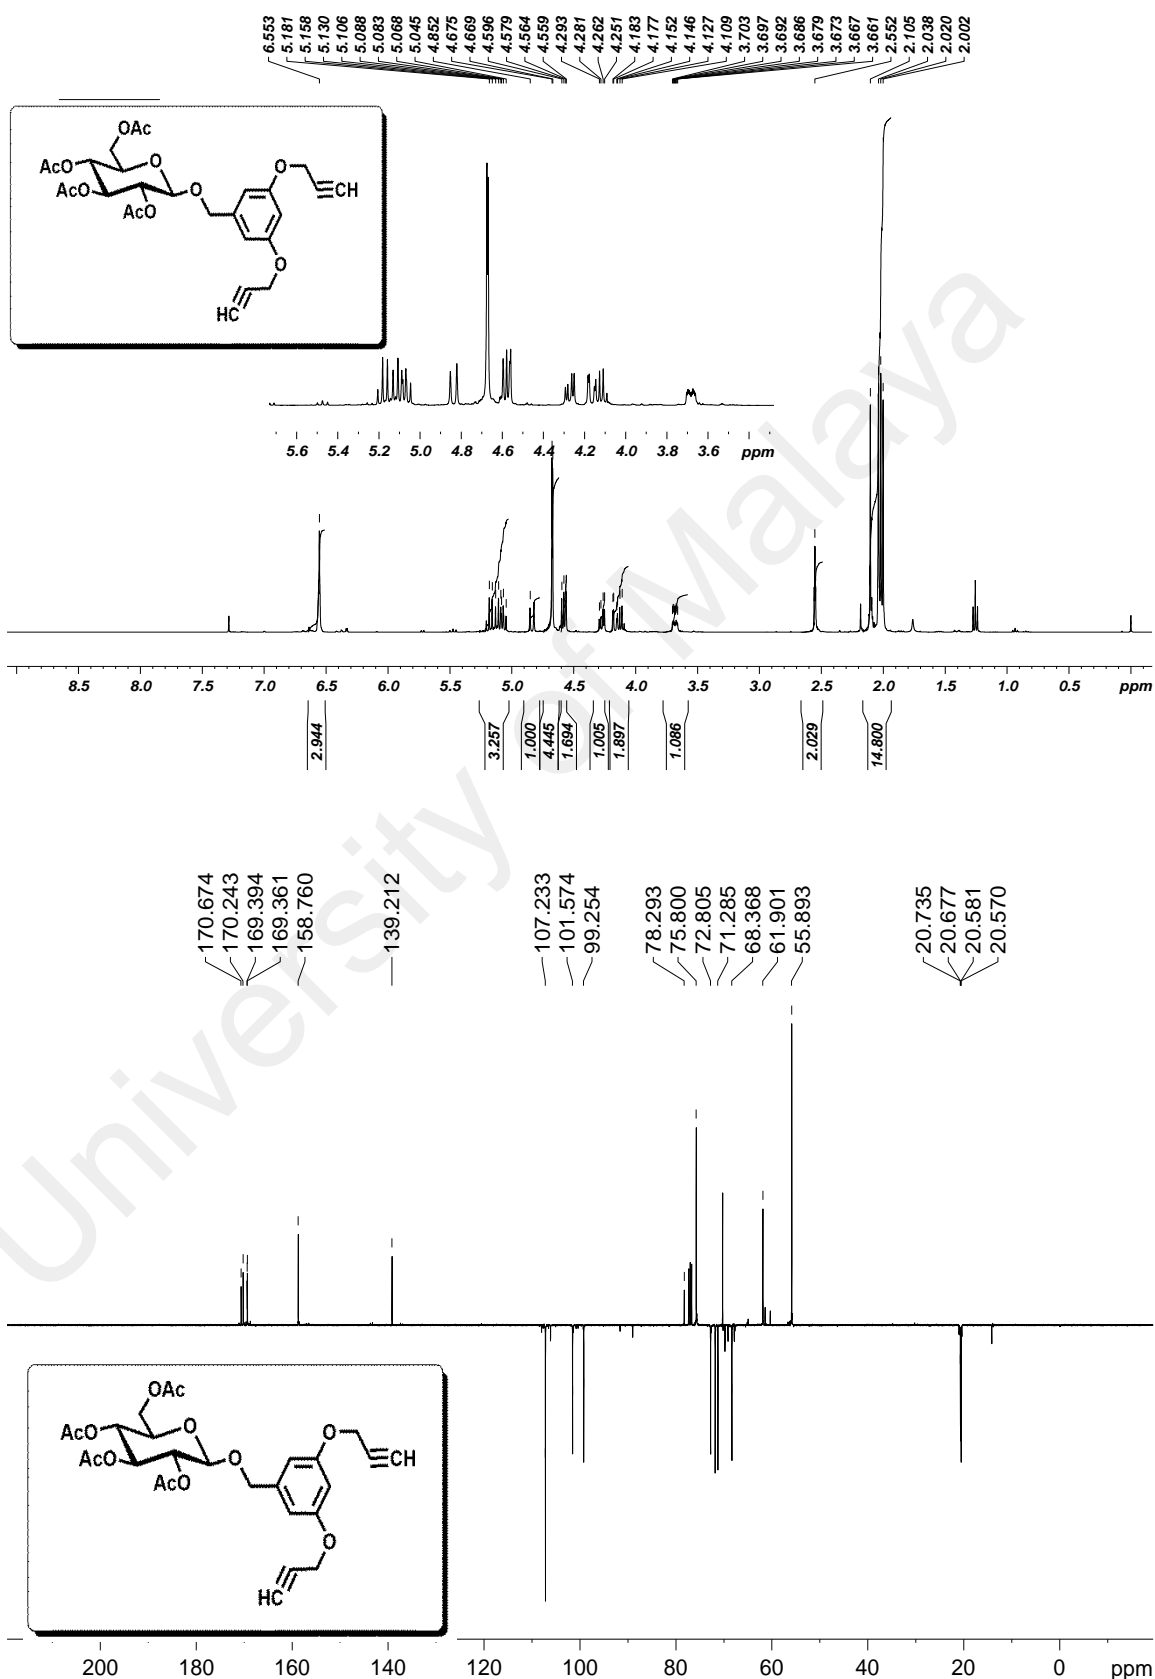 6.553
5.181
5.158
5.130
5.106
5.088
5.083
5.068
5.045
4.852
4.675
4.669
4.596
4.579
4.564
4.559
4.293
4.281
4.262
4.251
4.183
4.177
4.152
4.146
4.127
4.109
3.703
3.697
3.692
3.686
3.679
3.673
3.667
3.661
2.552
2.105
2.038
2.020
2.002
OAc
AcO
O
AcO
O
AcO
O
CH
O
HC
5.6 5.4 5.2 5.0 4.8 4.6 4.4 4.2 4.0 3.8 3.6 ppm
8.5 8.0 7.5 7.0 6.5 6.0 5.5 5.0 4.5 4.0 3.5 3.0 2.5 2.0 1.5 1.0 0.5 ppm
2.944
3.257
1.000
4.445
1.694
1.005
1.897
1.086
2.029
14.800
170.674
170.243
169.394
169.361
158.760
139.212
107.233
101.574
99.254
78.293
75.800
72.805
71.285
68.368
61.901
55.893
20.735
20.677
20.581
20.570
OAc
AcO
O
AcO
O
AcO
O
CH
O
HC
200 180 160 140 120 100 80 60 40 20 0 ppm
University of Malaya